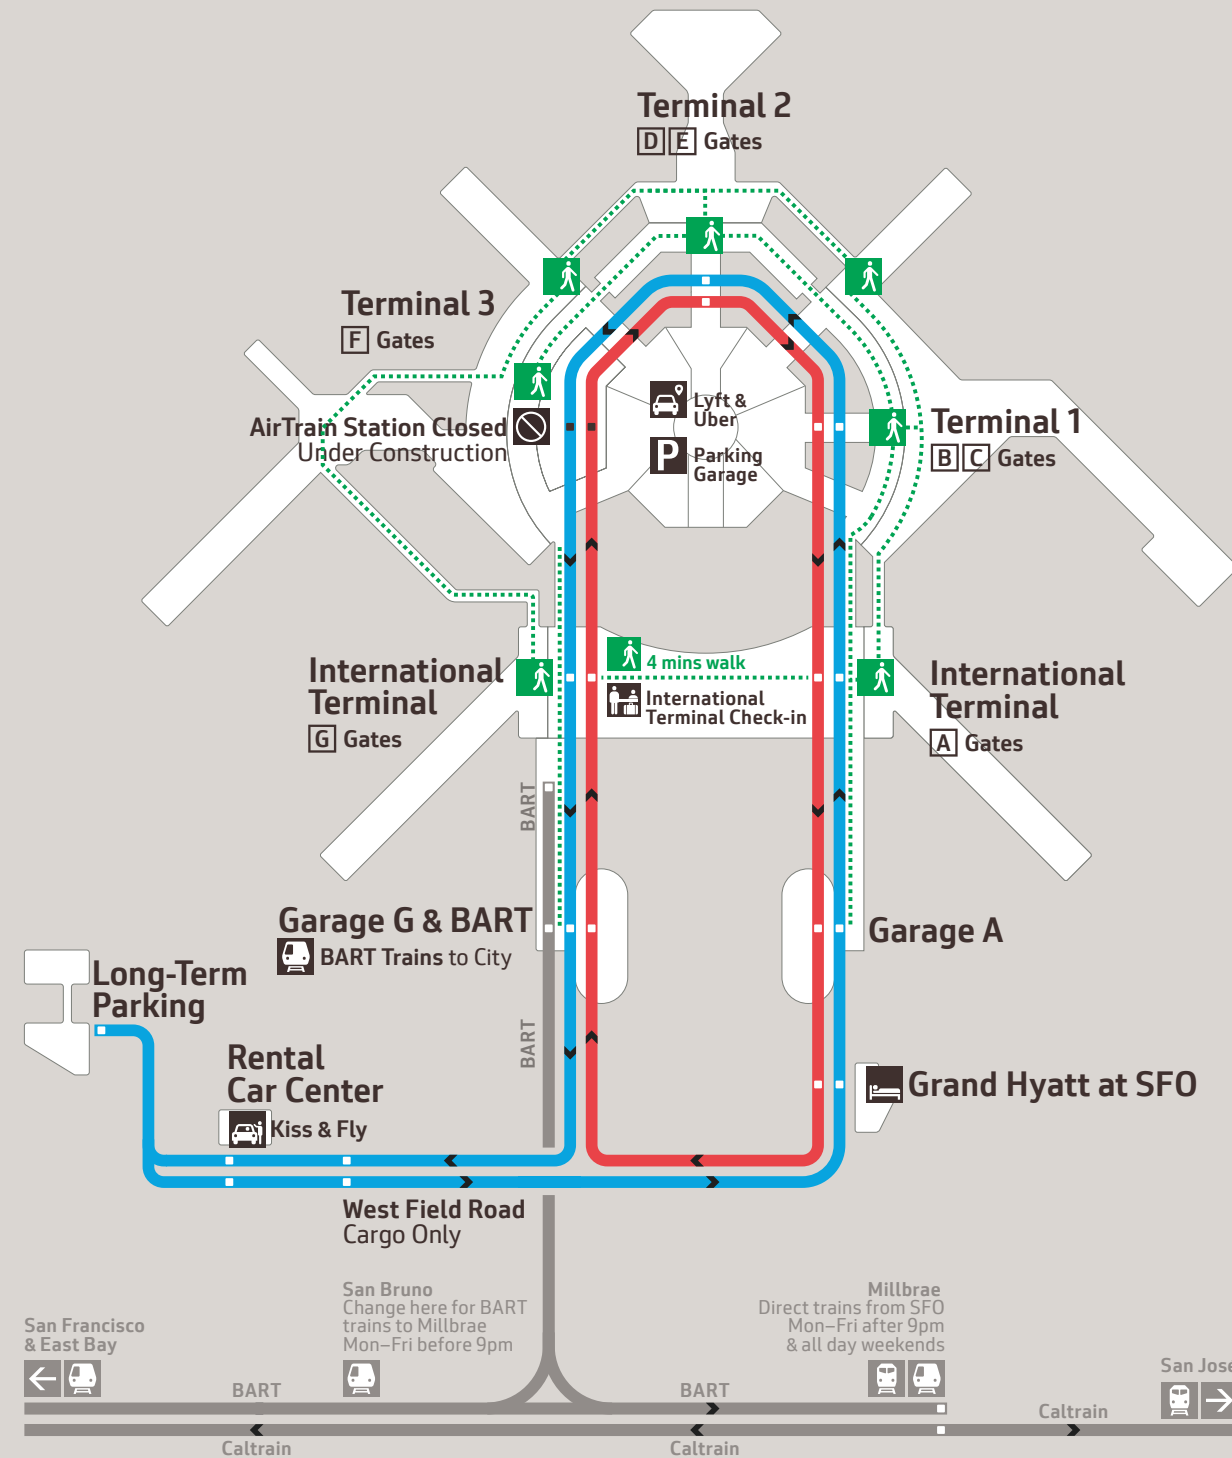 Terminal 2
D E Gates
Terminal 3
F Gates
AirTrain Station Closed
Under Construction
Lyft &
Uber
P Parking
Garage
Terminal 1
B C Gates
4 mins walk
International
Terminal
G Gates
International
Terminal Check-in
International
Terminal
A Gates
BART
Garage G & BART
BART Trains to City
Garage A
Long-Term
Parking
BART
Rental
Car Center
Kiss & Fly
Grand Hyatt at SFO
West Field Road
Cargo Only
San Francisco
& East Bay
San Bruno
Change here for BART
trains to Millbrae
Mon–Fri before 9pm
Millbrae
Direct trains from SFO
Mon–Fri after 9pm
& all day weekends
San Jose
BART
BART
Caltrain
Caltrain
Caltrain